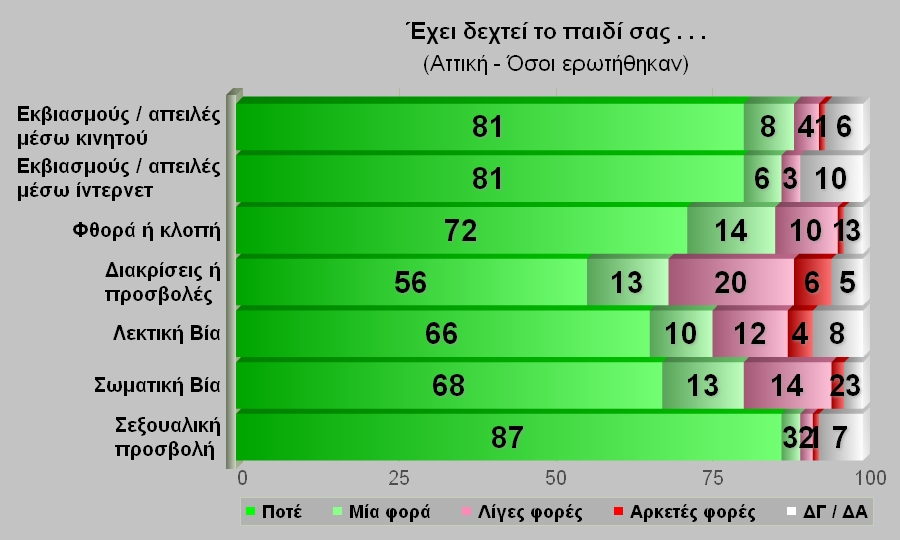 Έχει δεχτεί το παιδί σας . . .
(Αττική - Όσοι ερωτήθηκαν)
Εκβιασμούς / απειλές
μέσω κινητού
81 8 4 1 6
Εκβιασμούς / απειλές
μέσω ίντερνετ
81 6 3 10
Φθορά ή κλοπή
72 14 10 1 3
Διακρίσεις ή
προσβολές
56 13 20 6 5
Λεκτική Βία
66 10 12 4 8
Σωματική Βία
68 13 14 2 3
Σεξουαλική
προσβολή
87 3 2 1 7
0 25 50 75 100
Ποτέ Μία φορά Λίγες φορές Αρκετές φορές ΔΓ / ΔΑ